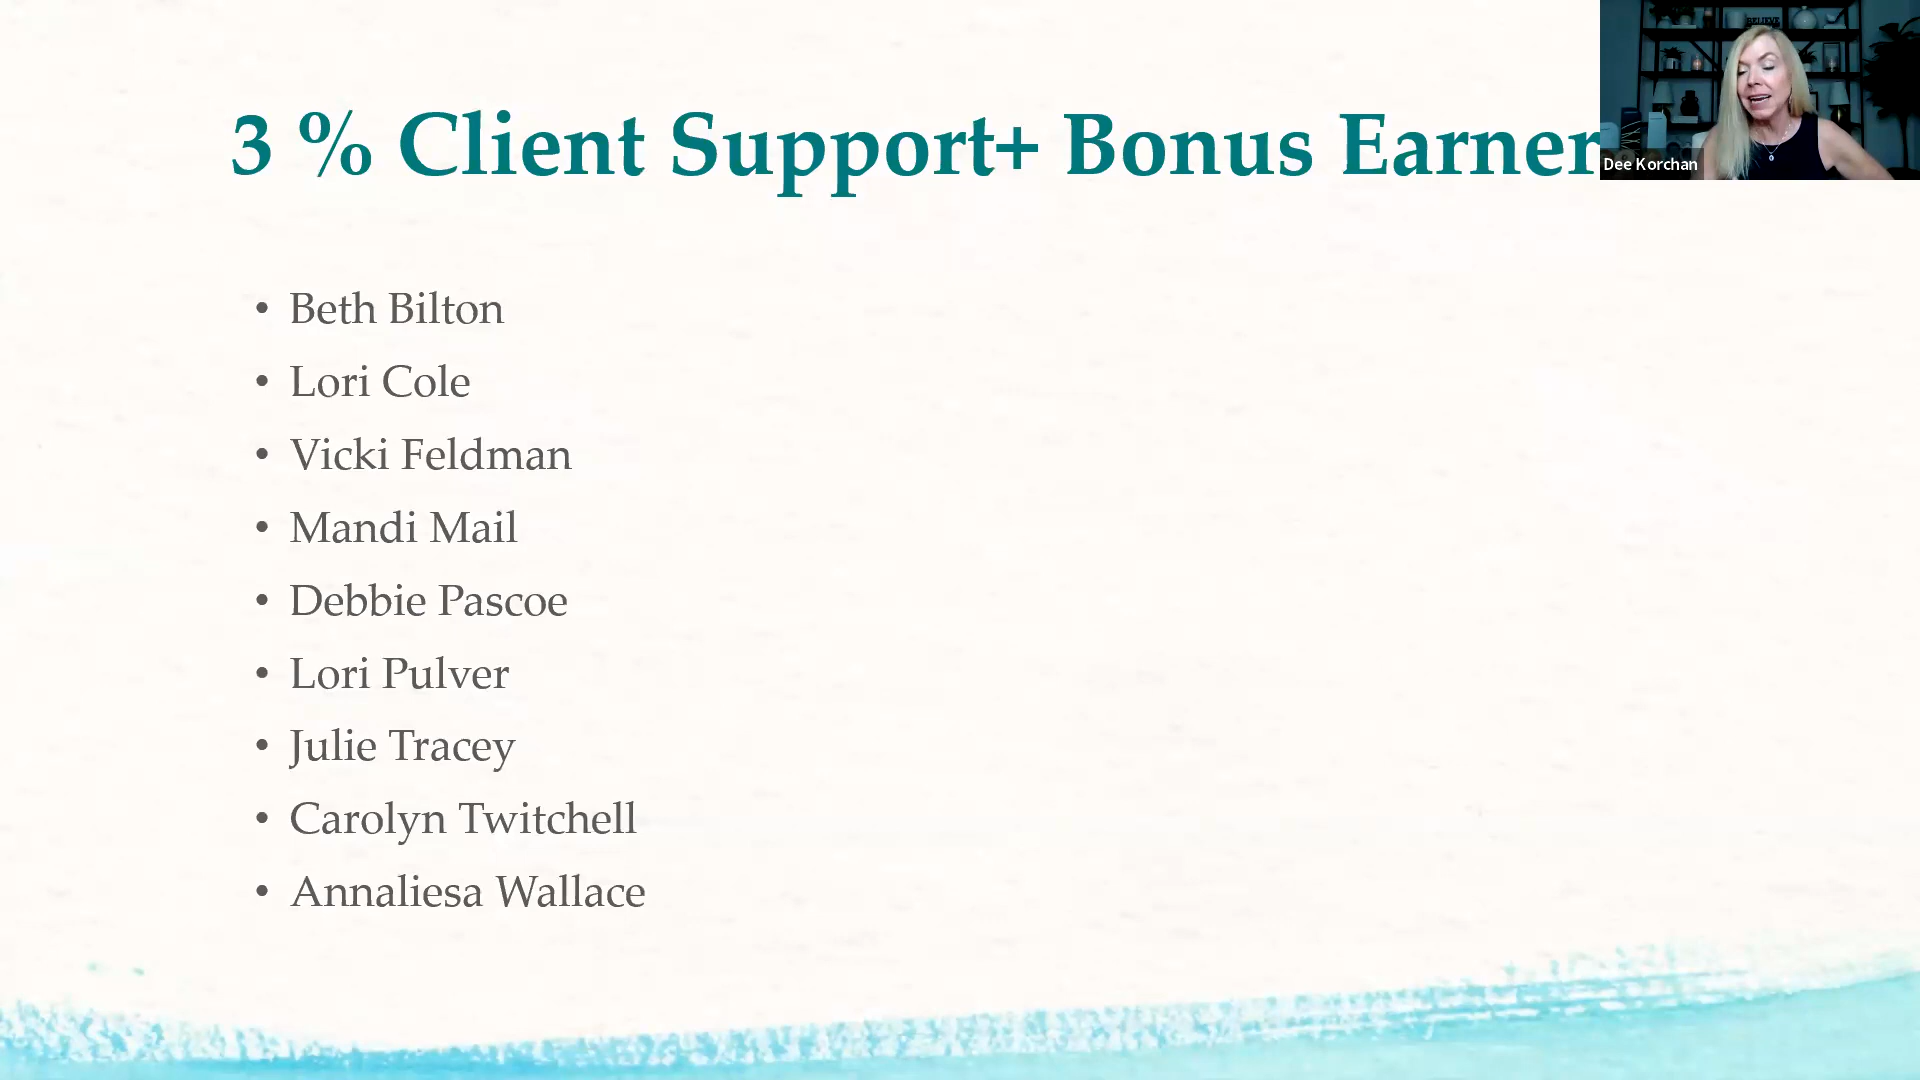 3 % Client Support+ Bonus Earner
BELIEVE
Dee Korchan
• Beth Bilton
• Lori Cole
• Vicki Feldman
• Mandi Mail
• Debbie Pascoe
• Lori Pulver
• Julie Tracey
• Carolyn Twitchell
• Annaliesa Wallace